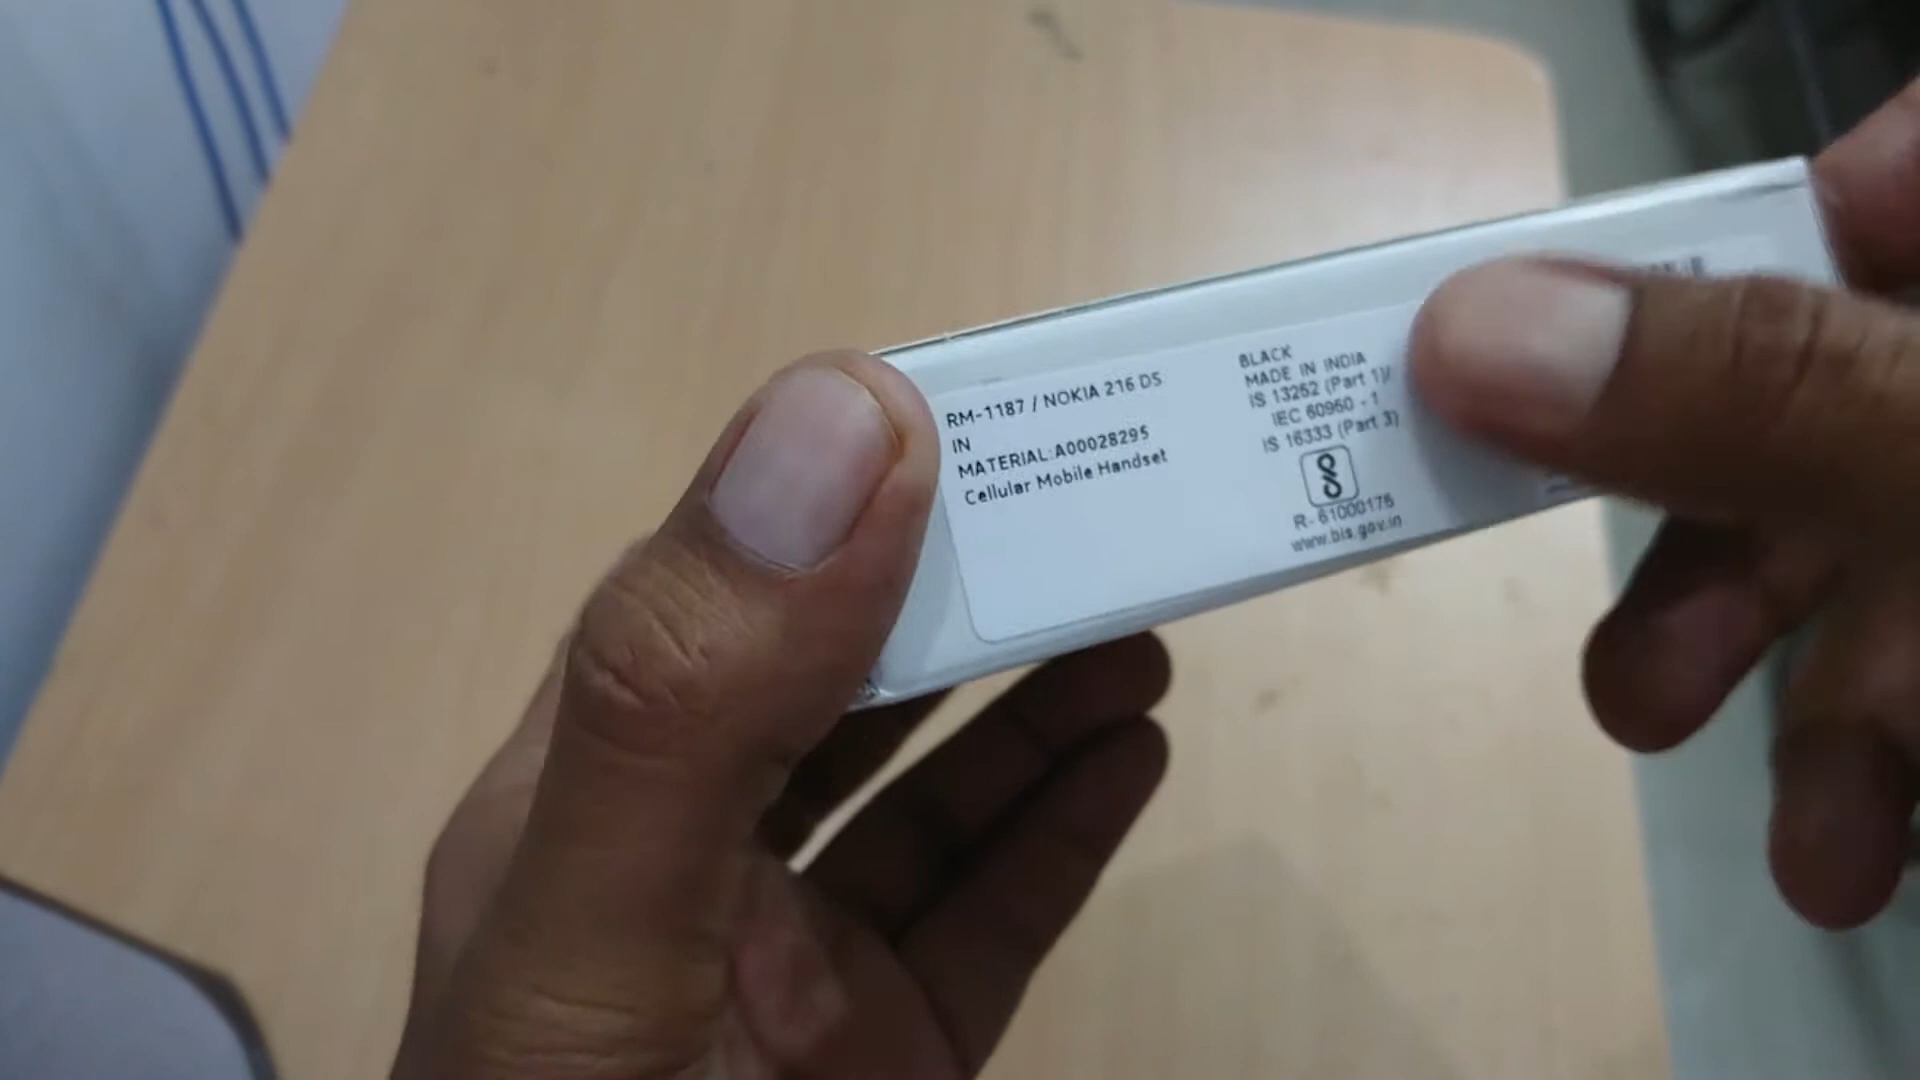 RM-1187 / NOKIA 216 DS
IN
MATERIAL:A00028295
Cellular Mobile Handset
BLACK
MADE IN INDIA
IS 13252 (Part 1)/
IEC 60950 - 1
IS 16333 (Part 3)
R- 61000176
www.bis.gov.in